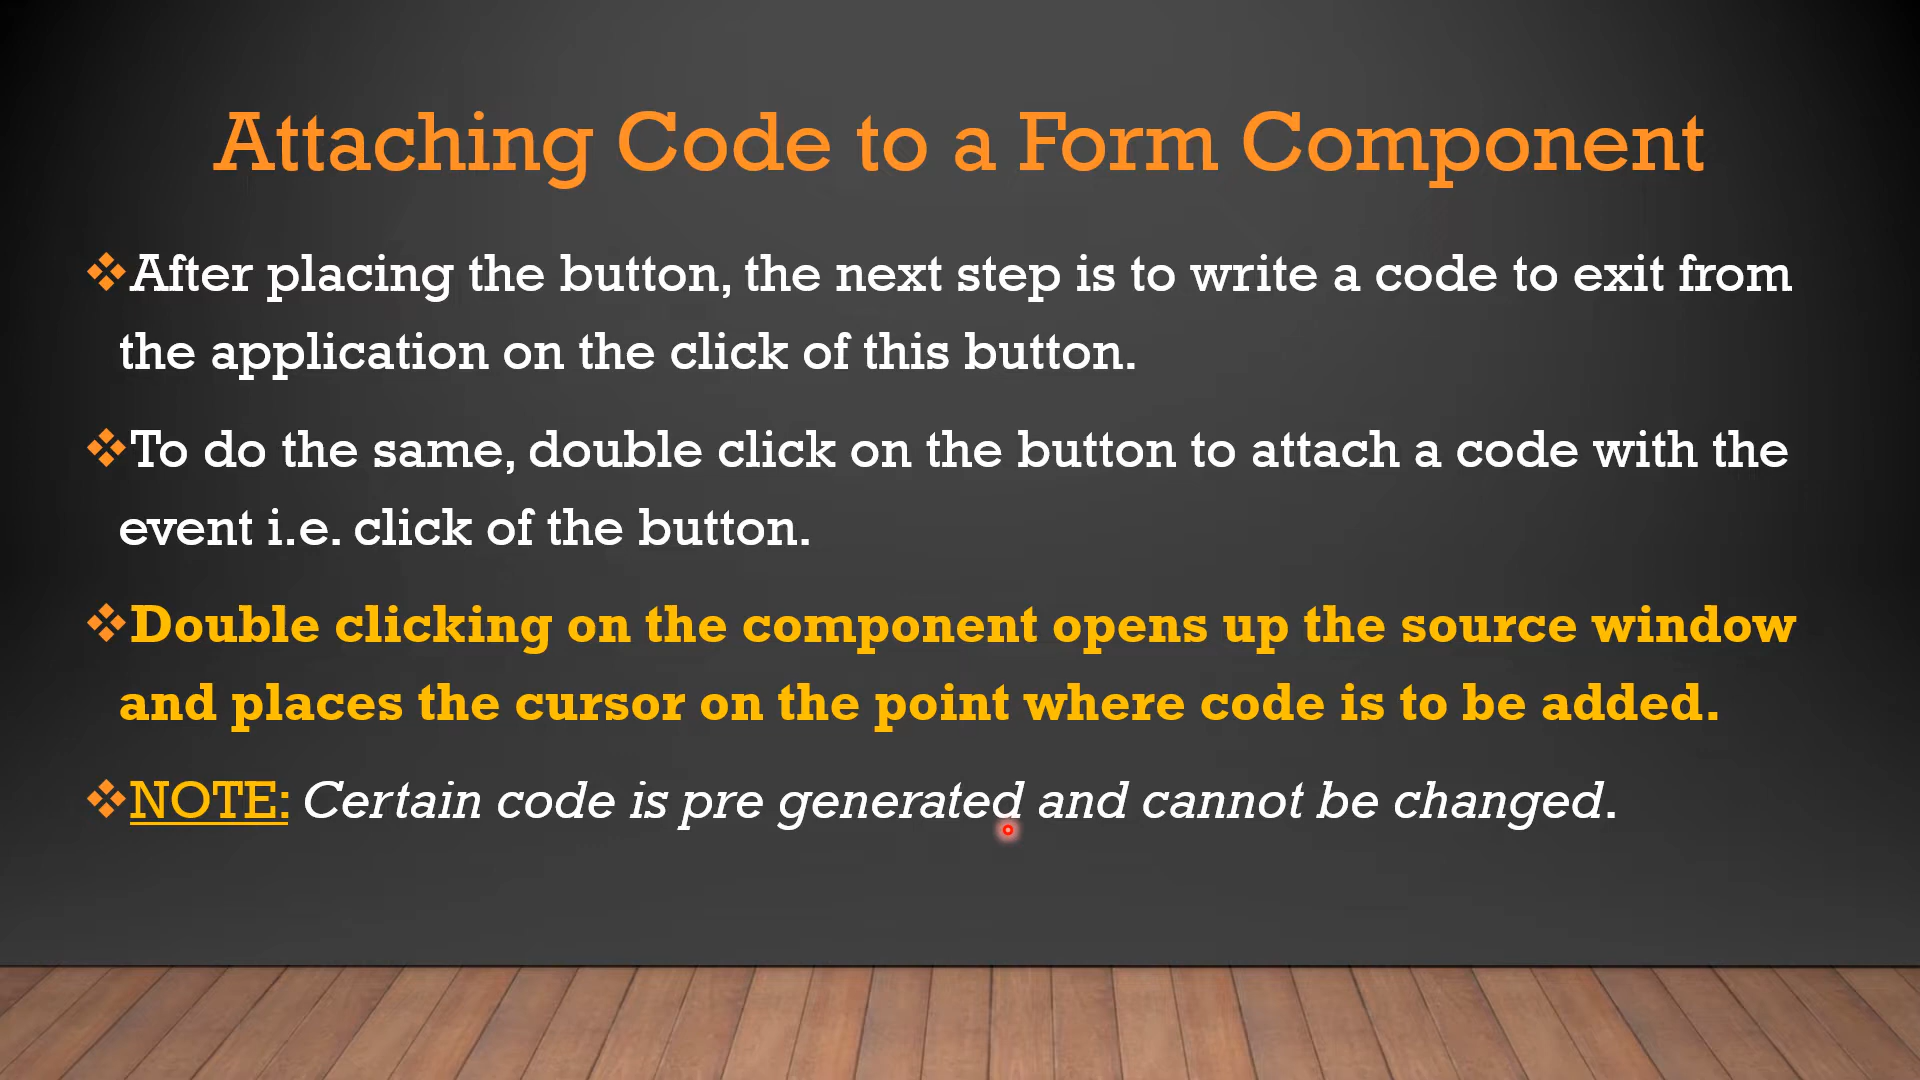 Attaching Code to a Form Component
After placing the button, the next step is to write a code to exit from
the application on the click of this button.
To do the same, double click on the button to attach a code with the
event i.e. click of the button.
Double clicking on the component opens up the source window
and places the cursor on the point where code is to be added.
NOTE: Certain code is pre generated and cannot be changed.